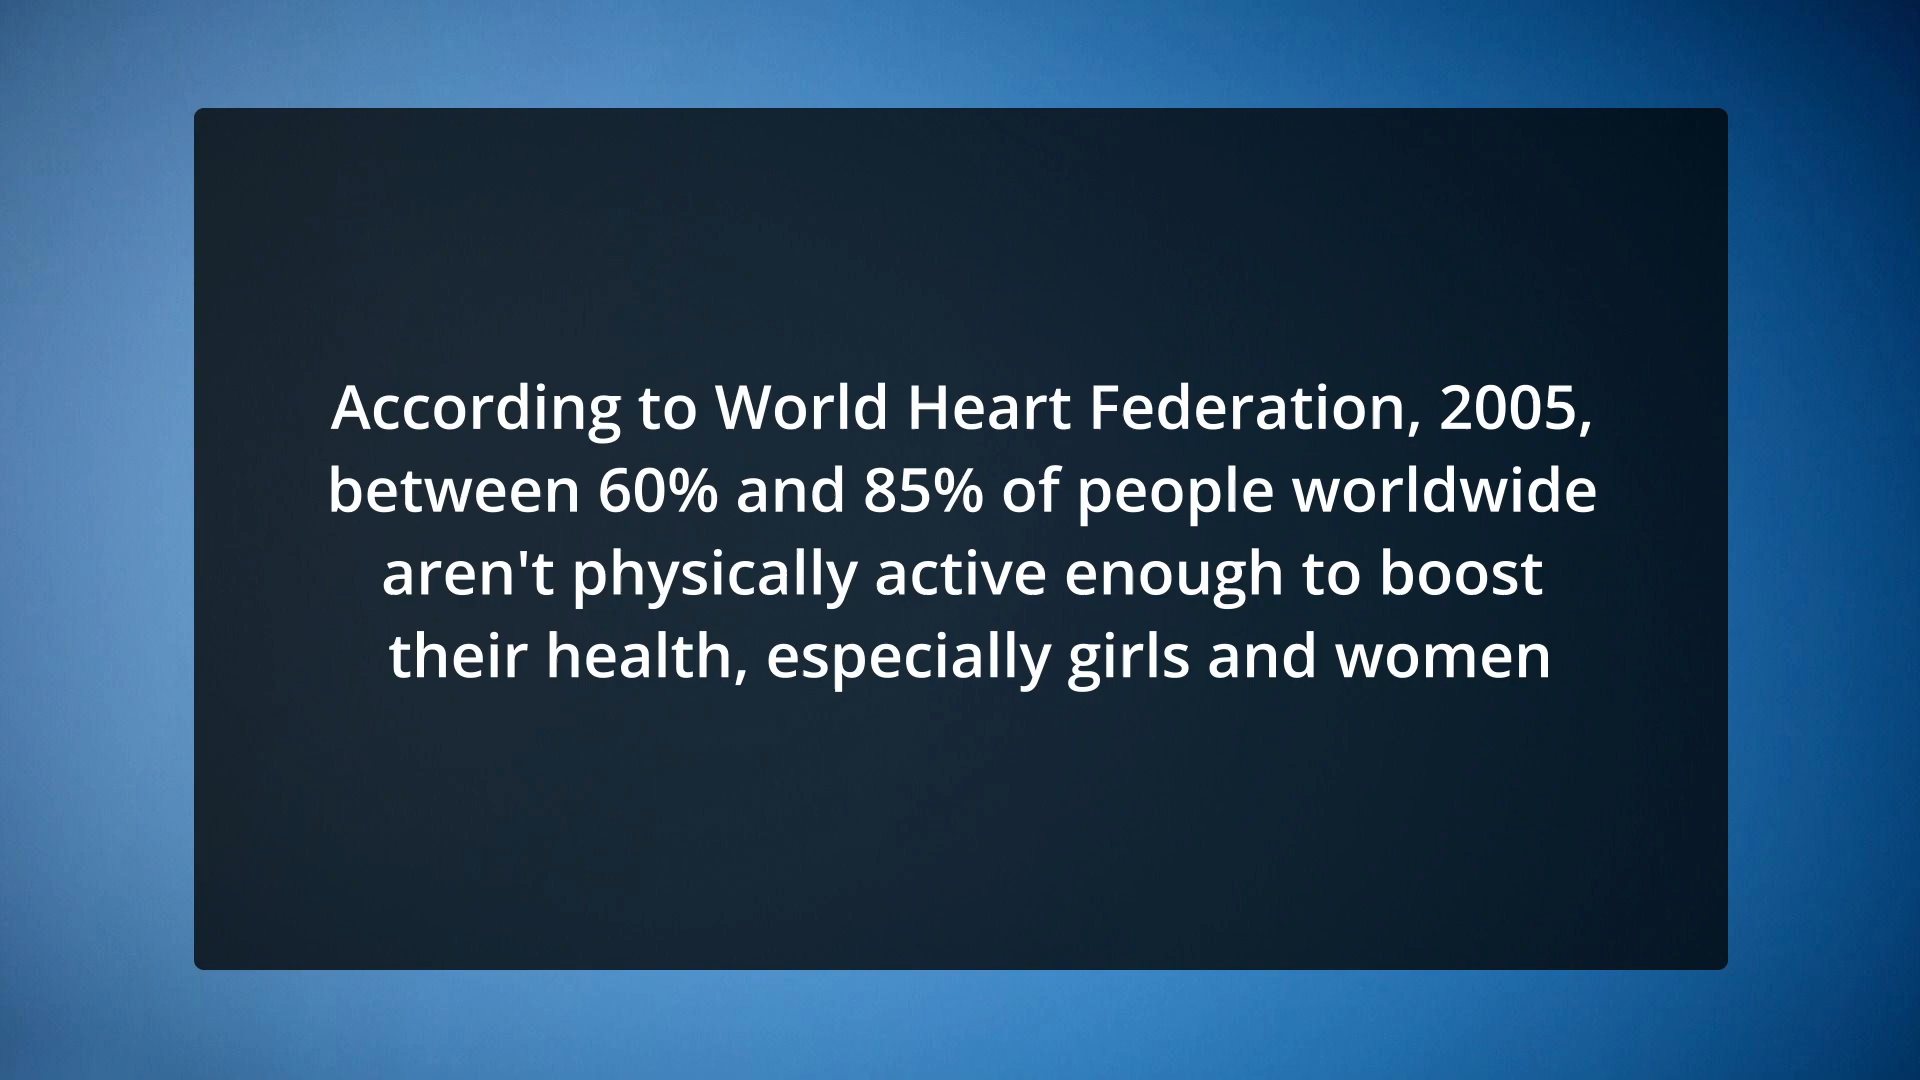 According to World Heart Federation, 2005,
between 60% and 85% of people worldwide
aren't physically active enough to boost
their health, especially girls and women